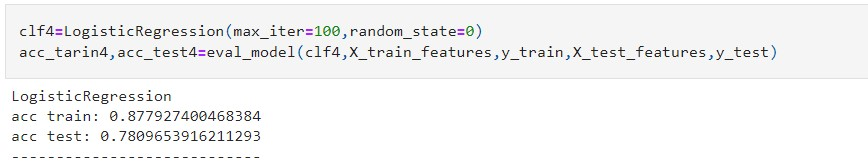 clf4=LogisticRegression(max_iter=100,random_state=0)
acc_tarin4,acc_test4=eval_model(clf4,X_train_features,y_train,X_test_features,y_test)
LogisticRegression
acc train: 0.877927400468384
acc test: 0.7809653916211293
----------------------------